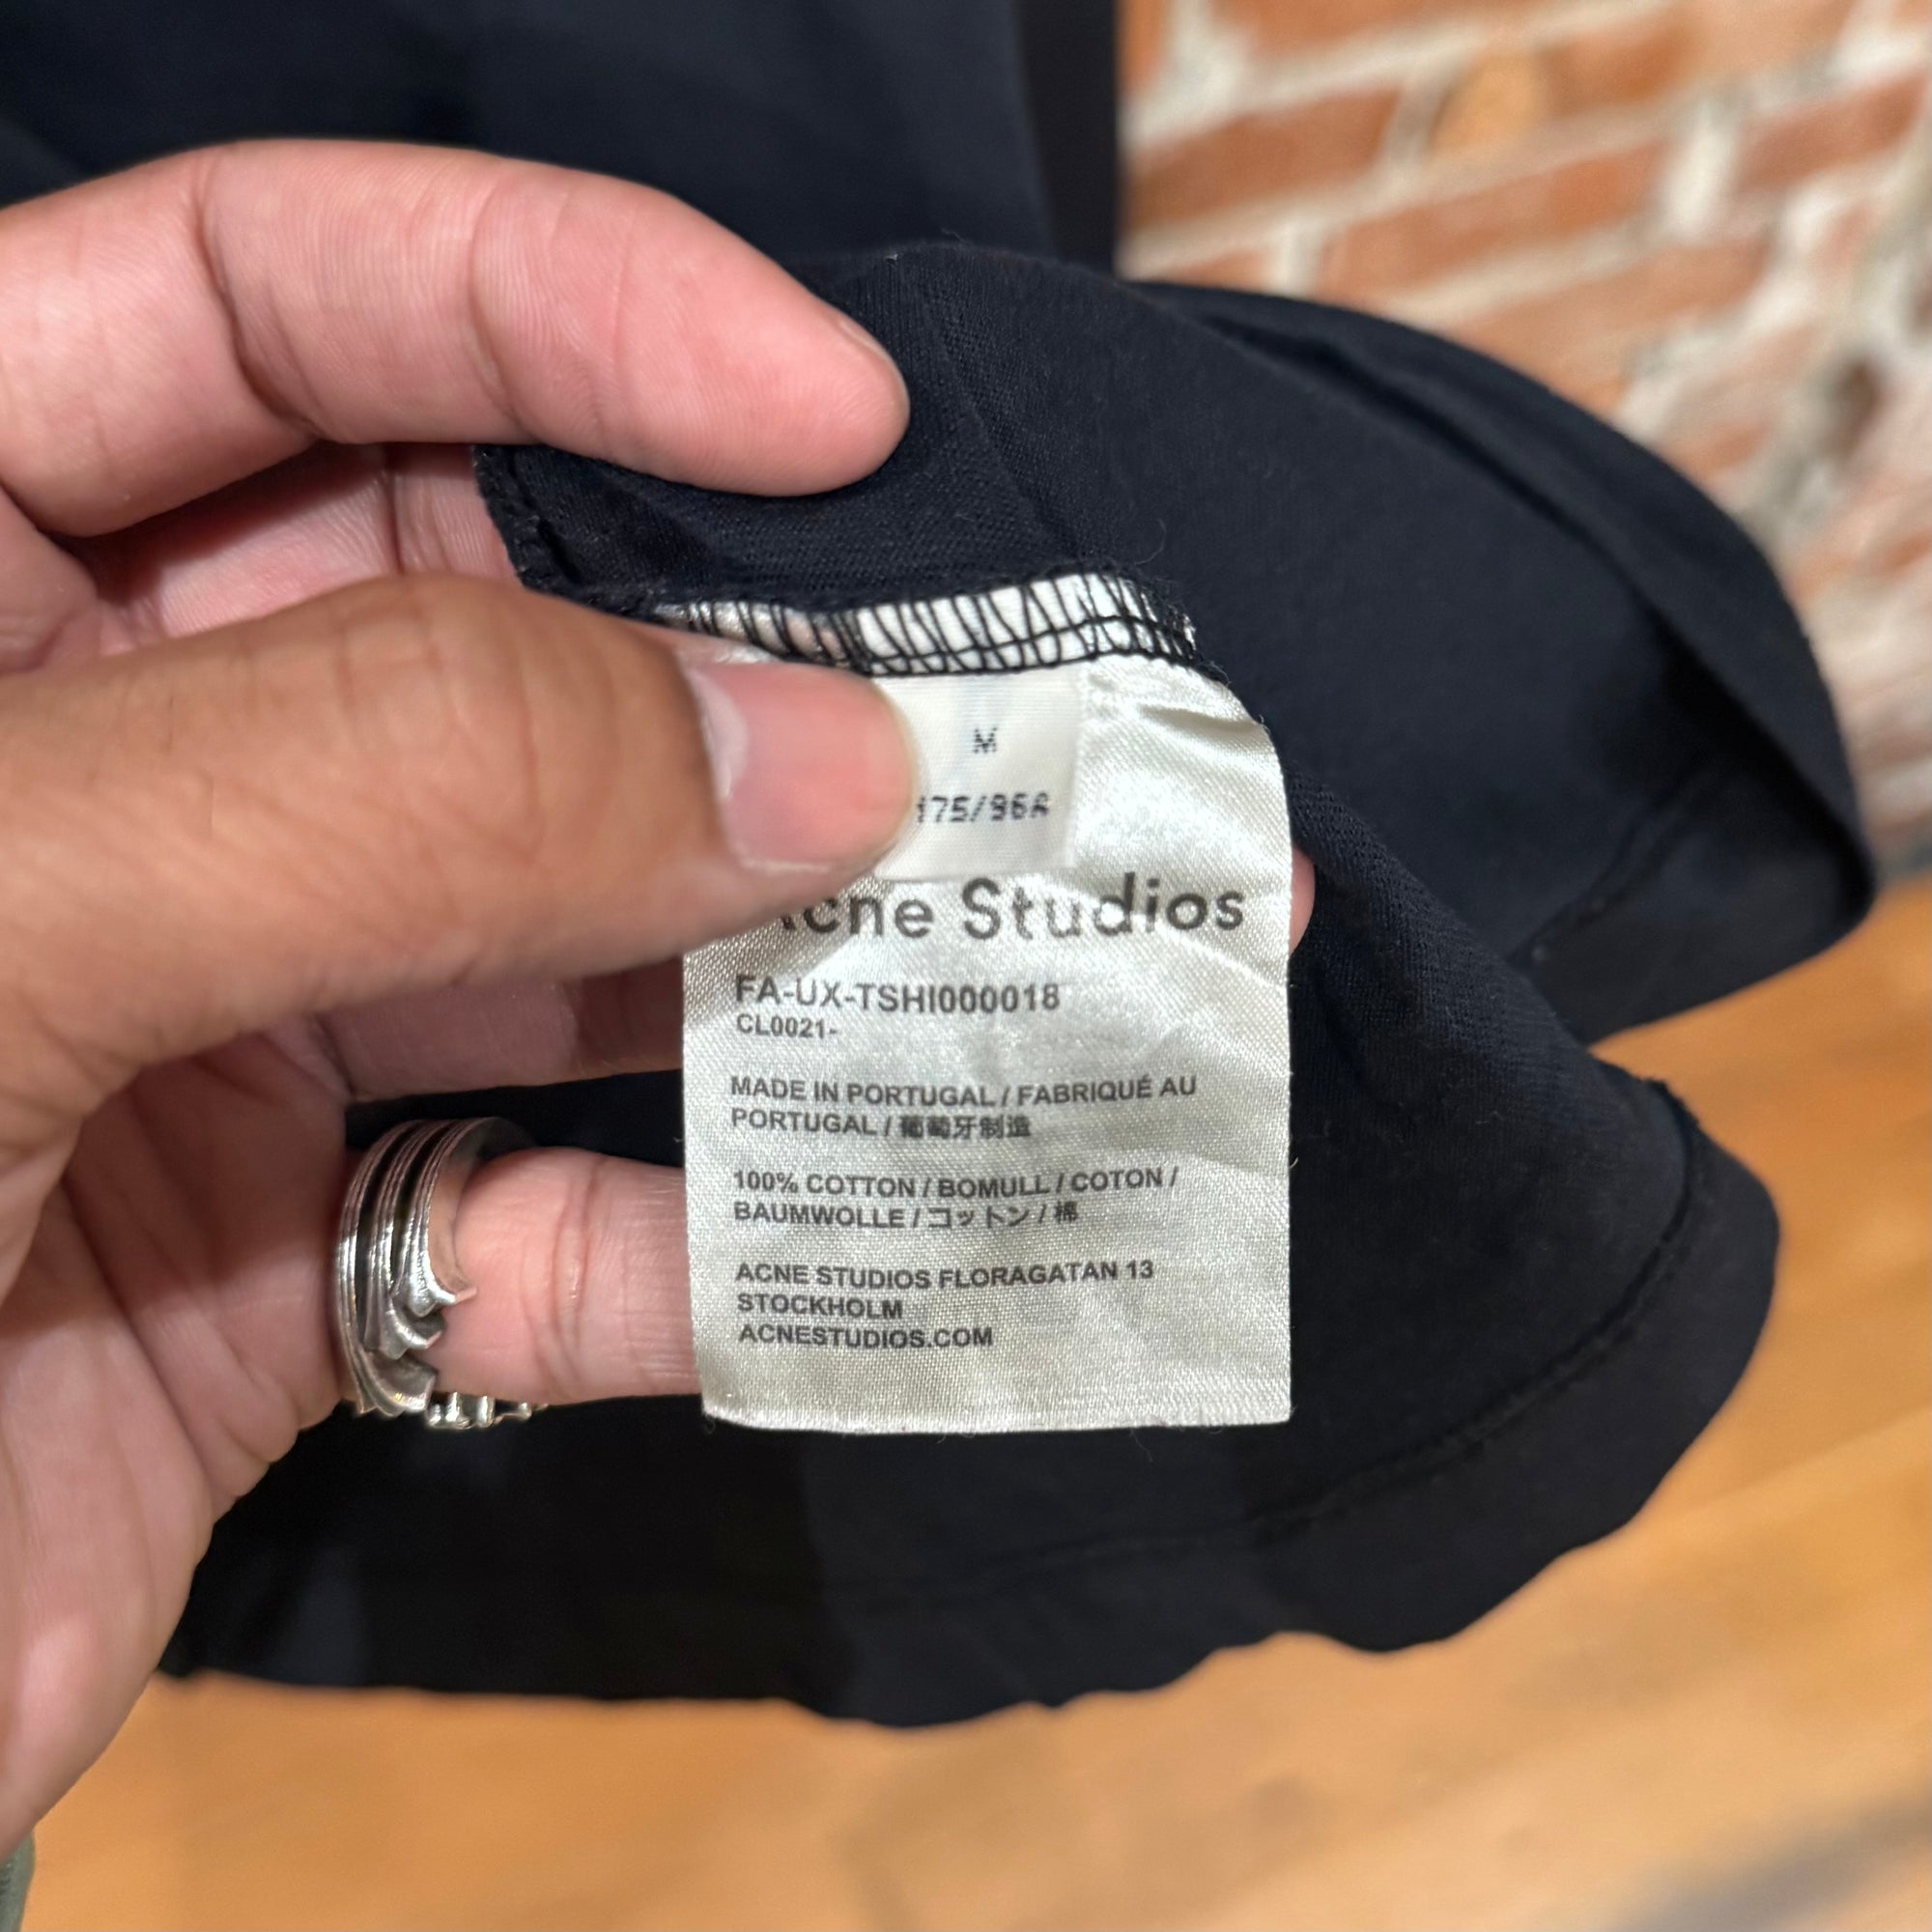 M
175/96A
Acne Studios
FA-UX-TSHI000018
CL0021-
MADE IN PORTUGAL / FABRIQUÉ AU
PORTUGAL / 葡萄牙制造
100% COTTON / BOMULL / COTON /
BAUMWOLLE / コットン / 棉
ACNE STUDIOS FLORAGATAN 13
STOCKHOLM
ACNESTUDIOS.COM